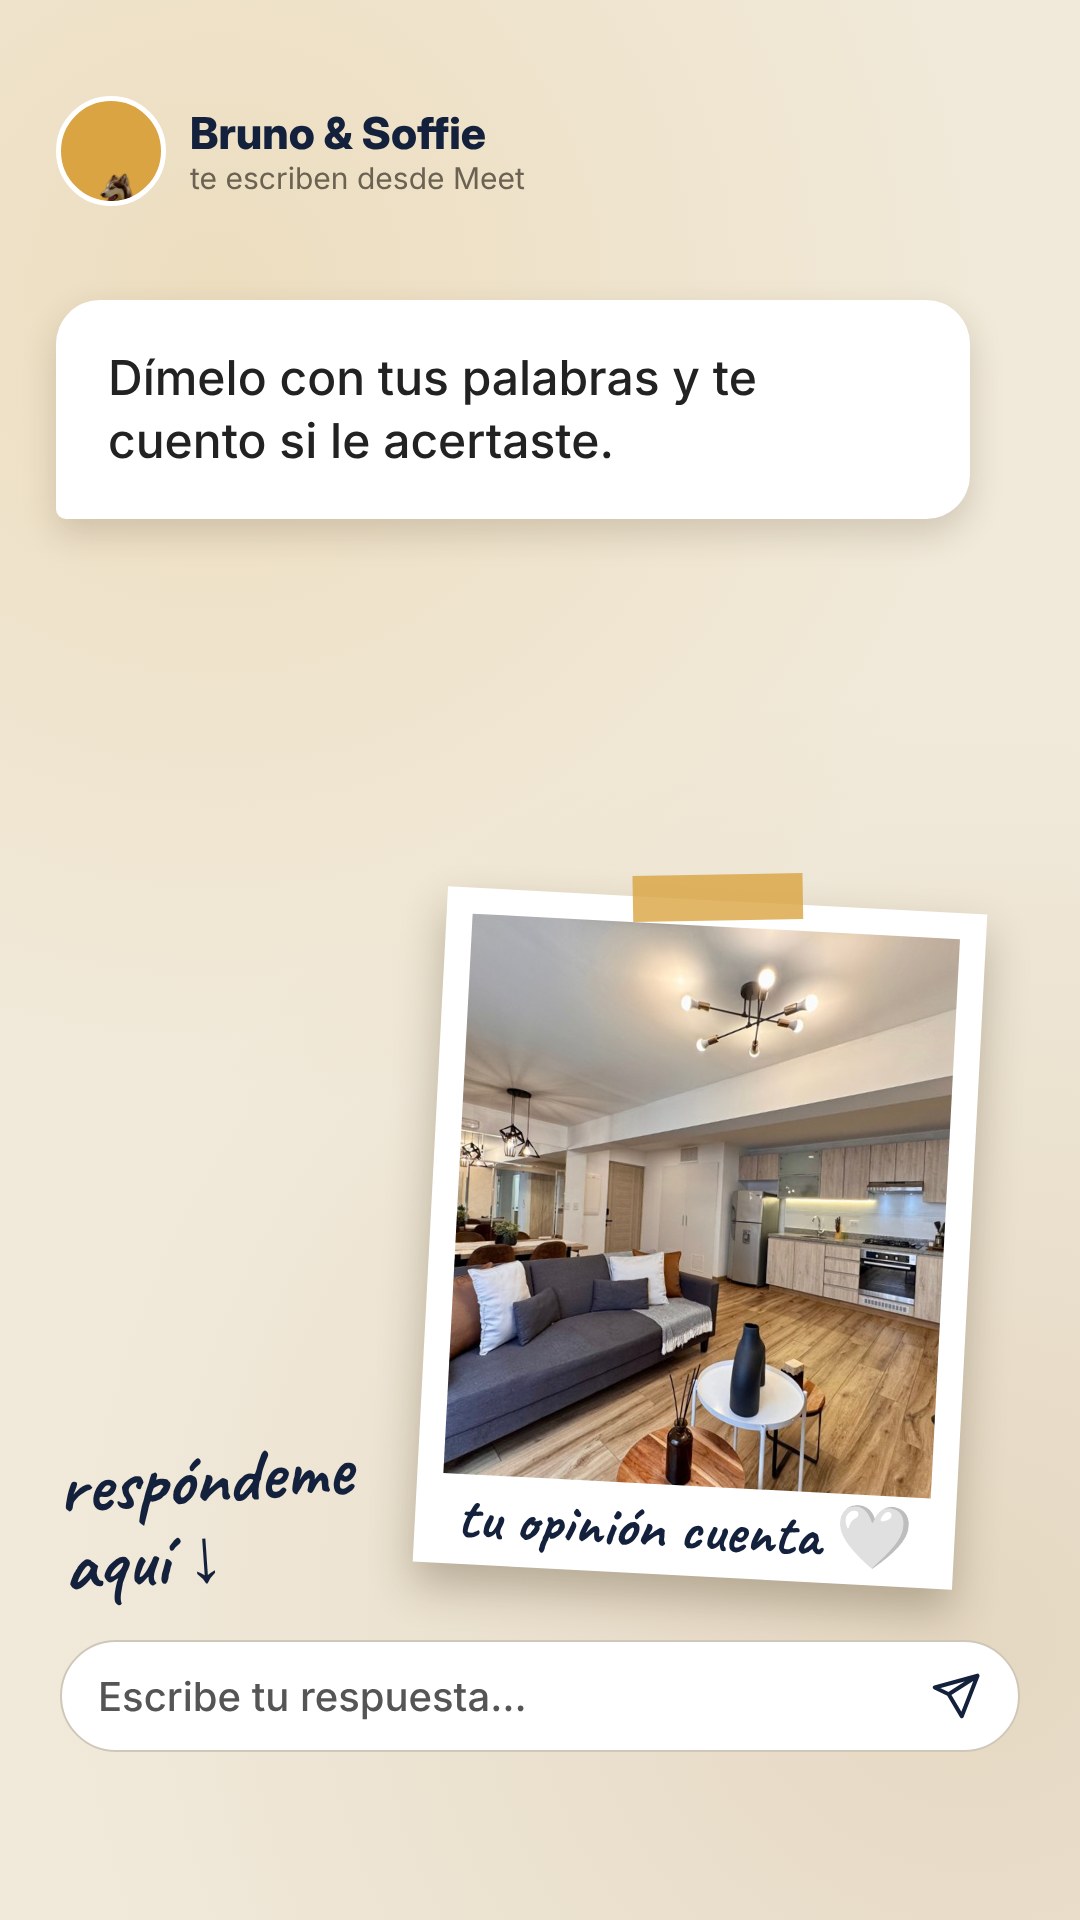 Bruno & Soffie
te escriben desde Meet
Dímelo con tus palabras y te
cuento si le acertaste.
respóndeme
aquí ↓
tu opinión cuenta 🤍
Escribe tu respuesta...